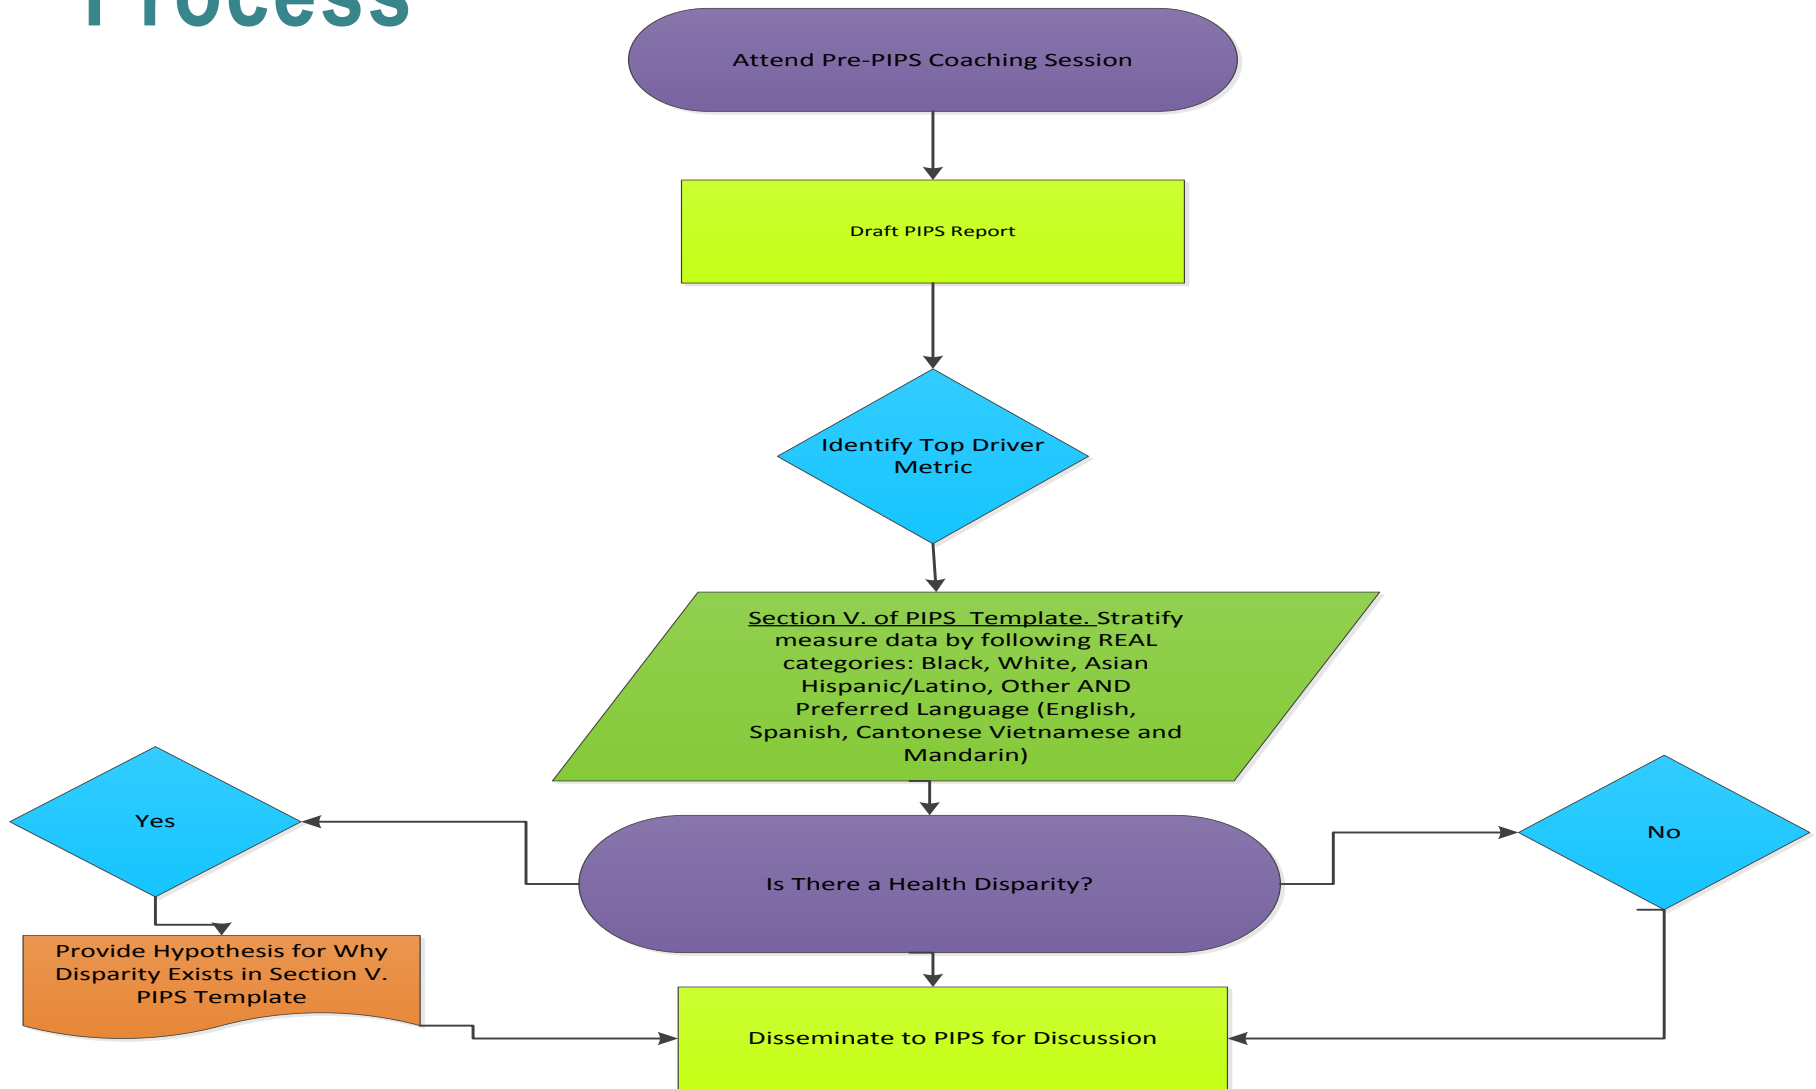 Process
Attend Pre-PIPS Coaching Session
Draft PIPS Report
Identify Top Driver
Metric
Section V. of PIPS  Template. Stratify
measure data by following REAL
categories: Black, White, Asian
Hispanic/Latino, Other AND
Preferred Language (English,
Spanish, Cantonese Vietnamese and
Mandarin)
Yes
Is There a Health Disparity?
No
Provide Hypothesis for Why
Disparity Exists in Section V.
PIPS Template
Disseminate to PIPS for Discussion